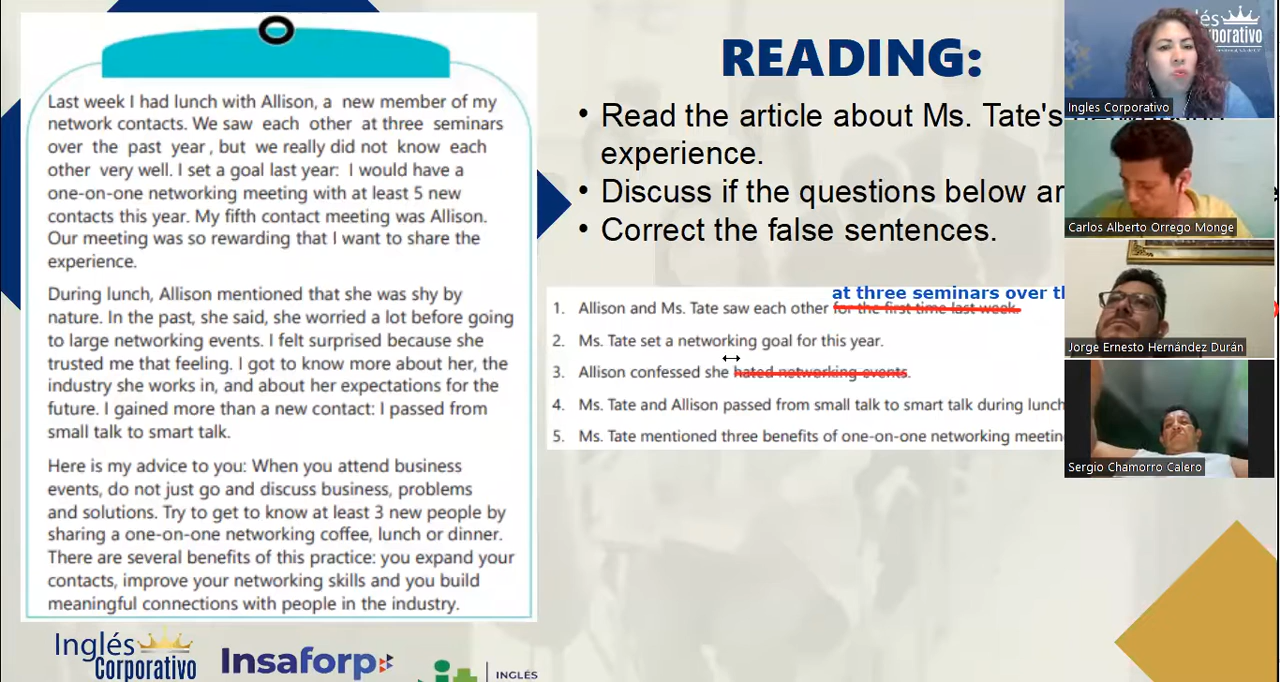 Last week I had lunch with Allison, a new member of my
network contacts. We saw each other at three seminars
over the past year, but we really did not know each
other very well. I set a goal last year: I would have a
one-on-one networking meeting with at least 5 new
contacts this year. My fifth contact meeting was Allison.
Our meeting was so rewarding that I want to share the
experience.
During lunch, Allison mentioned that she was shy by
nature. In the past, she said, she worried a lot before going
to large networking events. I felt surprised because she
trusted me that feeling. I got to know more about her, the
industry she works in, and about her expectations for the
future. I gained more than a new contact: I passed from
small talk to smart talk.
Here is my advice to you: When you attend business
events, do not just go and discuss business, problems
and solutions. Try to get to know at least 3 new people by
sharing a one-on-one networking coffee, lunch or dinner.
There are several benefits of this practice: you expand your
contacts, improve your networking skills and you build
meaningful connections with people in the industry.
Inglés
Corporativo
Insaforp
INGLÉS
READING:
• Read the article about Ms. Tate's
experience.
• Discuss if the questions below
• Correct the false sentences.
at three seminars over
1. Allison and Ms. Tate saw each other for the first time last week.
2. Ms. Tate set a networking goal for this year.
3. Allison confessed she hated networking events.
4. Ms. Tate and Allison passed from small talk to smart talk during lunch
5. Ms. Tate mentioned three benefits of one-on-one networking
Ingles Corporativo
Carlos Alberto Orrego Monge
Jorge Ernesto Hernández Durán
Sergio Chamorro Calero